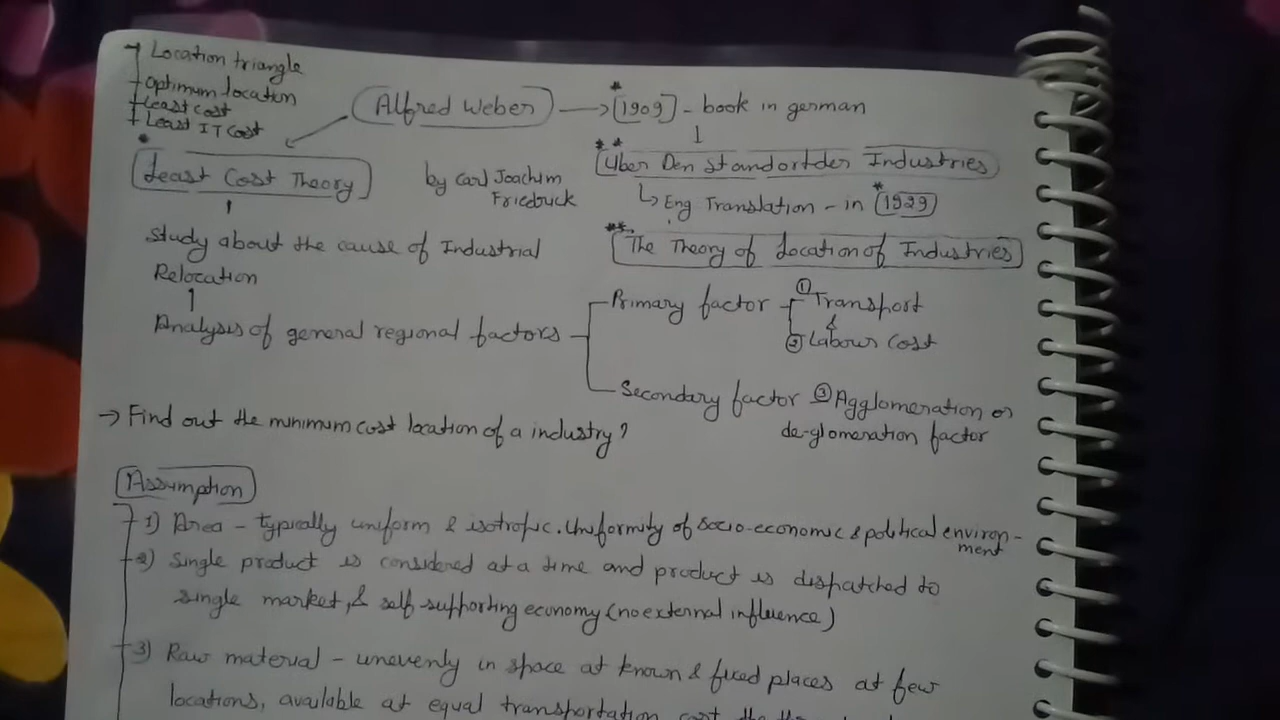 Location triangle
Optimum location
Least cost
Least IT Cost
Alfred Weber → [1909] - book in german
Least Cost Theory
by Carl Joachim
Friedrick
Uber Den Standortder Industries
Eng Translation - in [1929]
The Theory of Location of Industries
Study about the cause of Industrial
Relocation
Analysis of general regional factors
Primary factor
① Transport
&
② Labour Cost
Secondary factor ③ Agglomeration or
de-glomeration factor
→ Find out the minimum cost location of a industry?
Assumption
1) Area - typically uniform & isotropic. Uniformity of socio-economic & political environ-
ment
2) Single product is considered at a time and product is dispatched to
single market, & self supporting economy (no external influence)
3) Raw material - unevenly in space at known & fixed places at few
locations, available at equal transportation cost